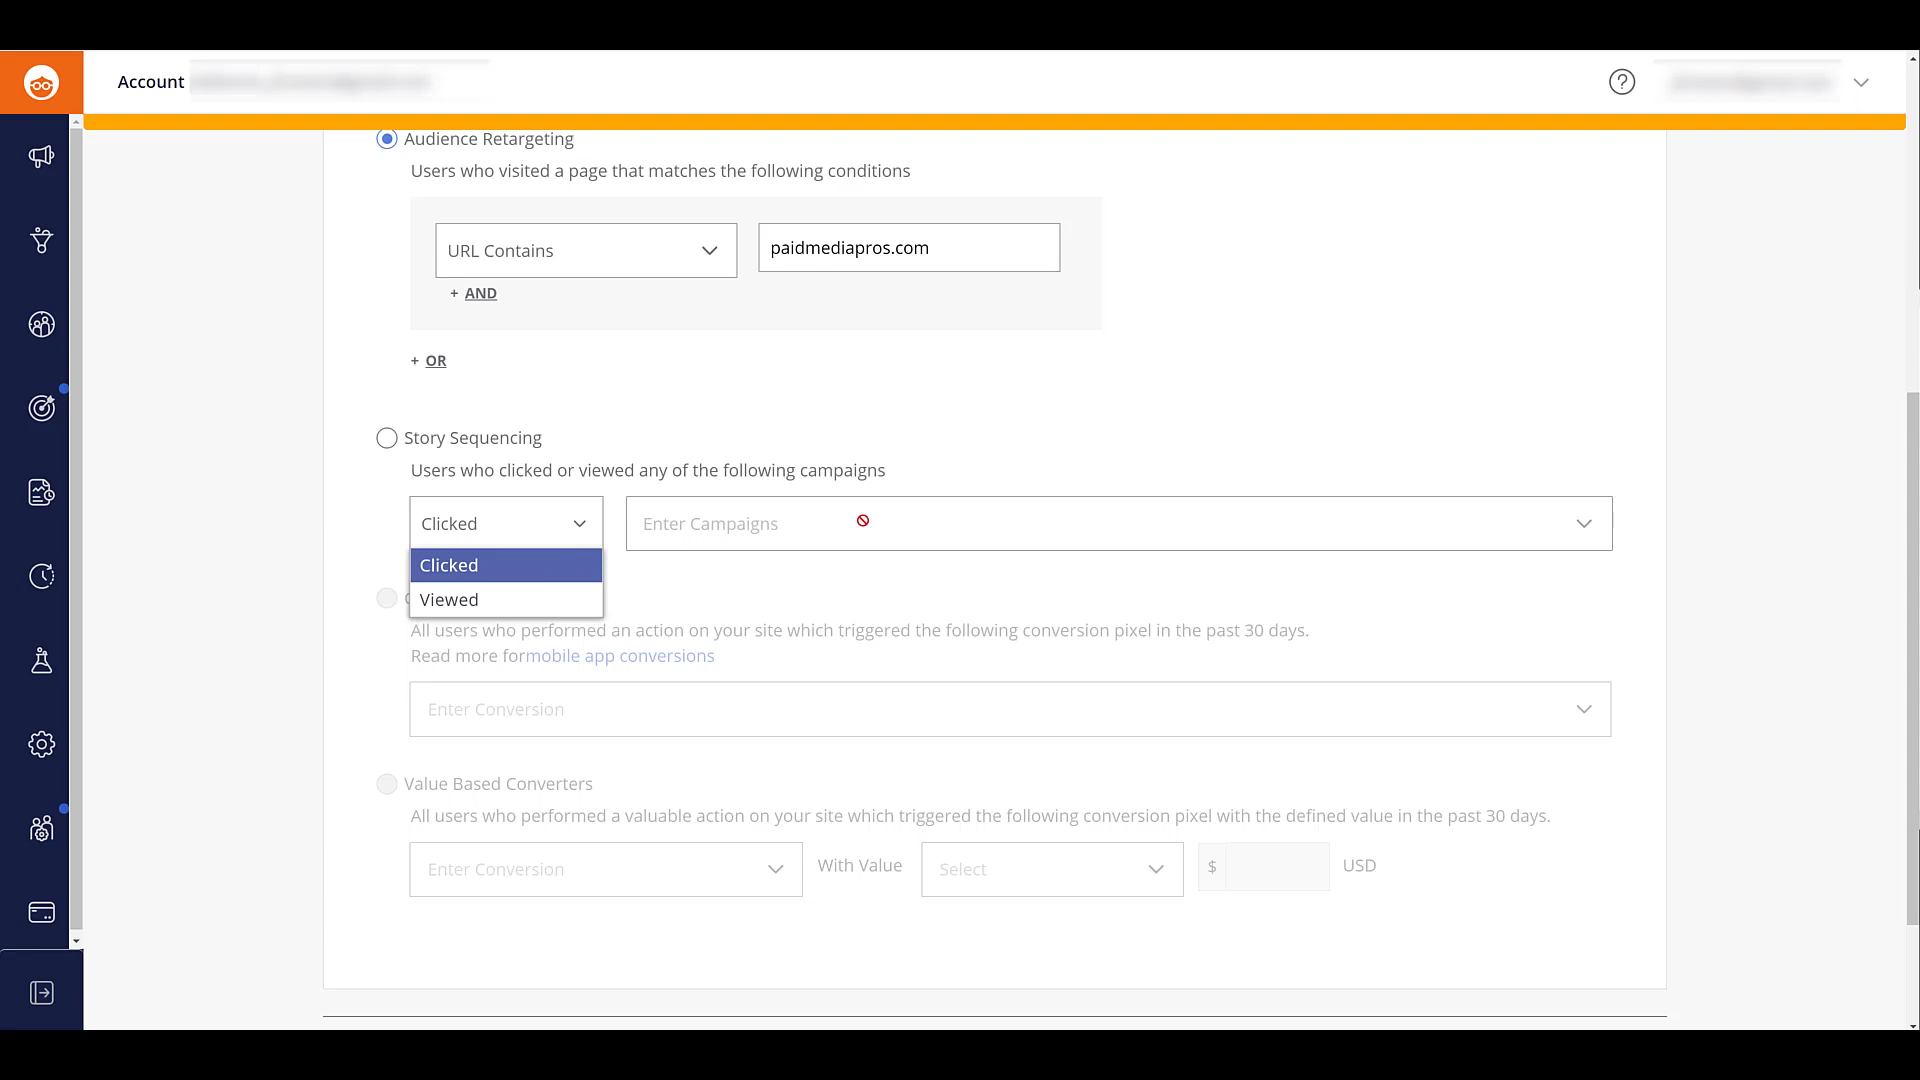 Account
Audience Retargeting
Users who visited a page that matches the following conditions
URL Contains
paidmediapros.com
+ AND
+ OR
Story Sequencing
Users who clicked or viewed any of the following campaigns
Clicked
Enter Campaigns
Clicked
Viewed
All users who performed an action on your site which triggered the following conversion pixel in the past 30 days.
Read more formobile app conversions
Enter Conversion
Value Based Converters
All users who performed a valuable action on your site which triggered the following conversion pixel with the defined value in the past 30 days.
Enter Conversion
With Value
Select
$
USD